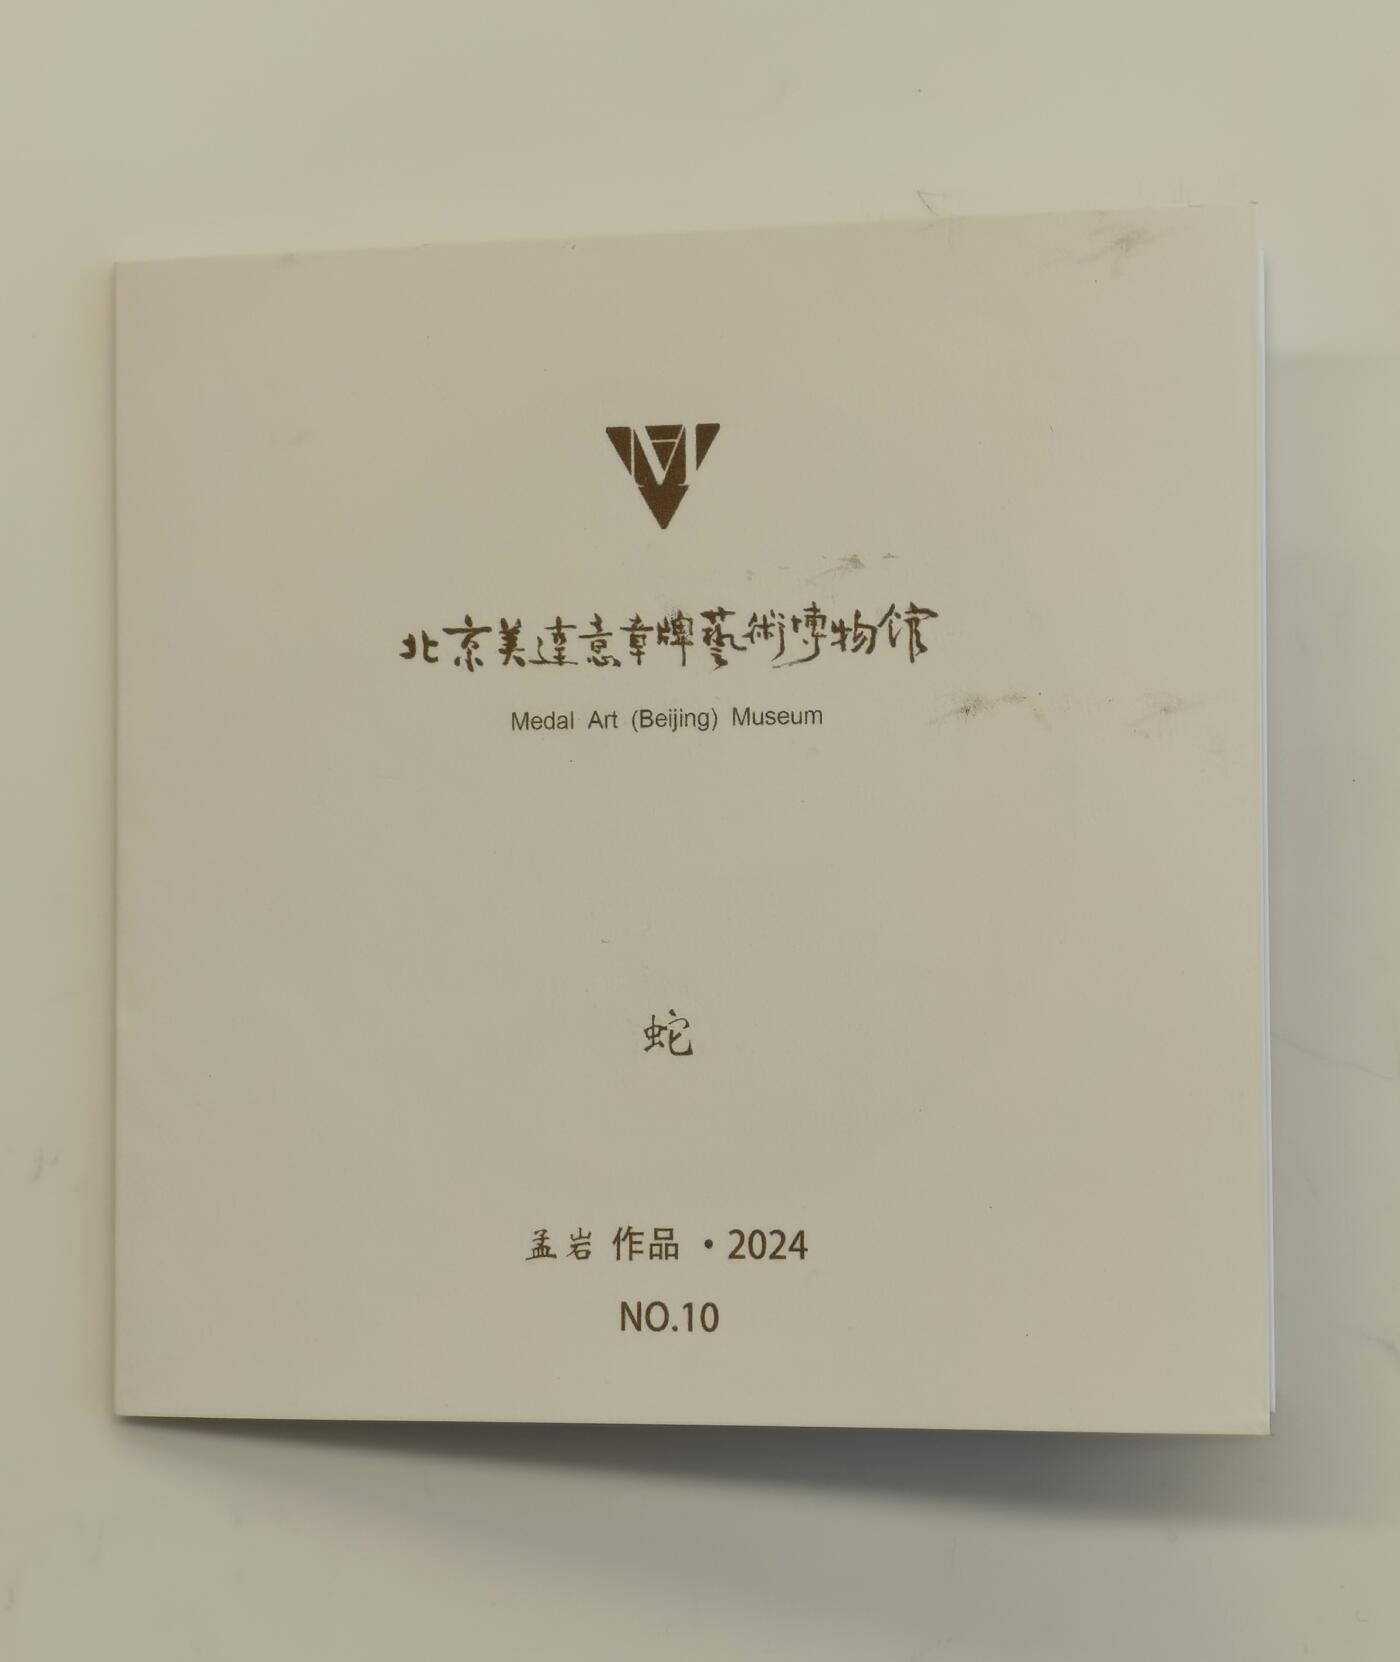 北京美達意章牌藝術博物馆
Medal Art (Beijing) Museum
蛇
孟岩 作品 · 2024
NO.10